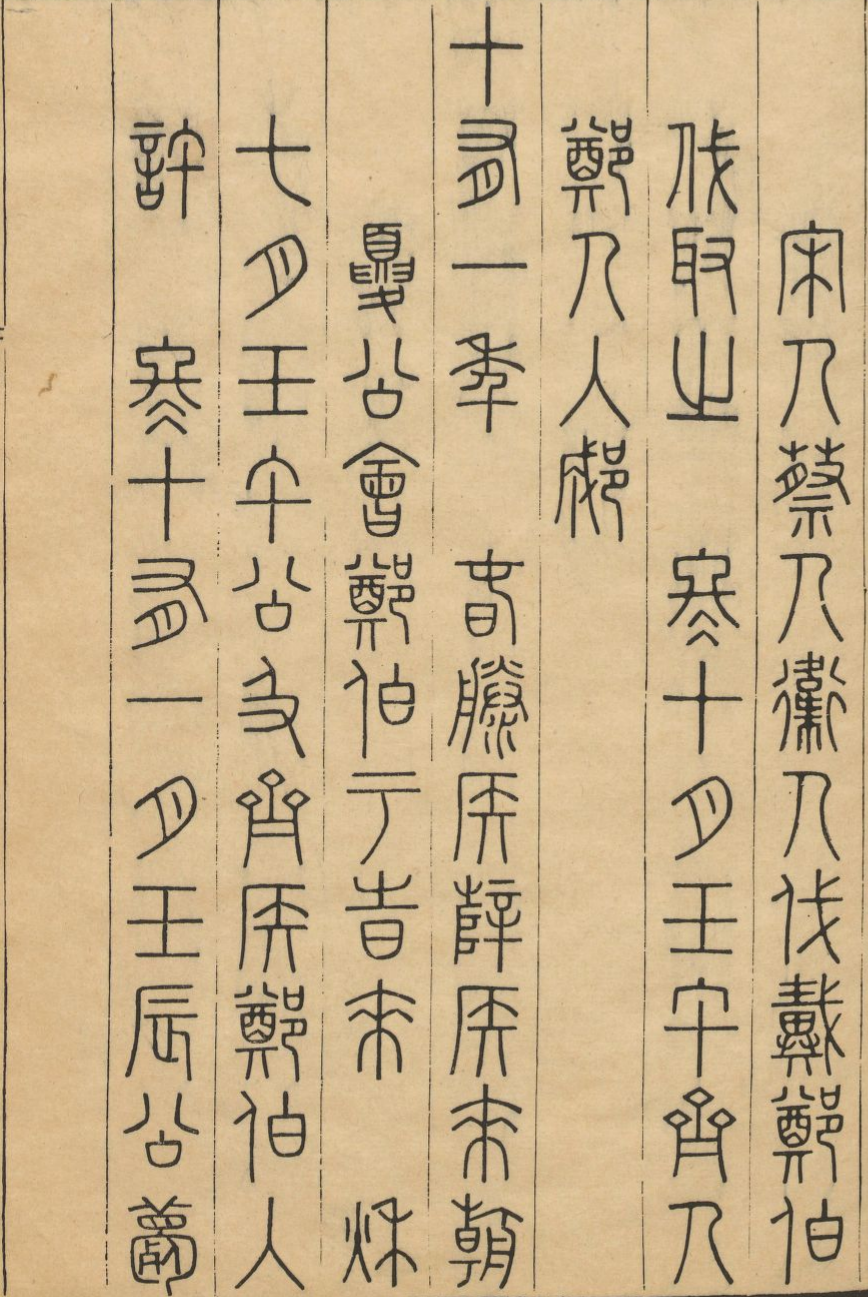 宋人蔡人衛人伐戴鄭伯
伐取之 冬十月壬午齊人
鄭人入郕
十有一年 春滕侯薛侯來朝
夏公會鄭伯于時來 秋
七月壬午公及齊侯鄭伯入
許 冬十有一月壬辰公薨